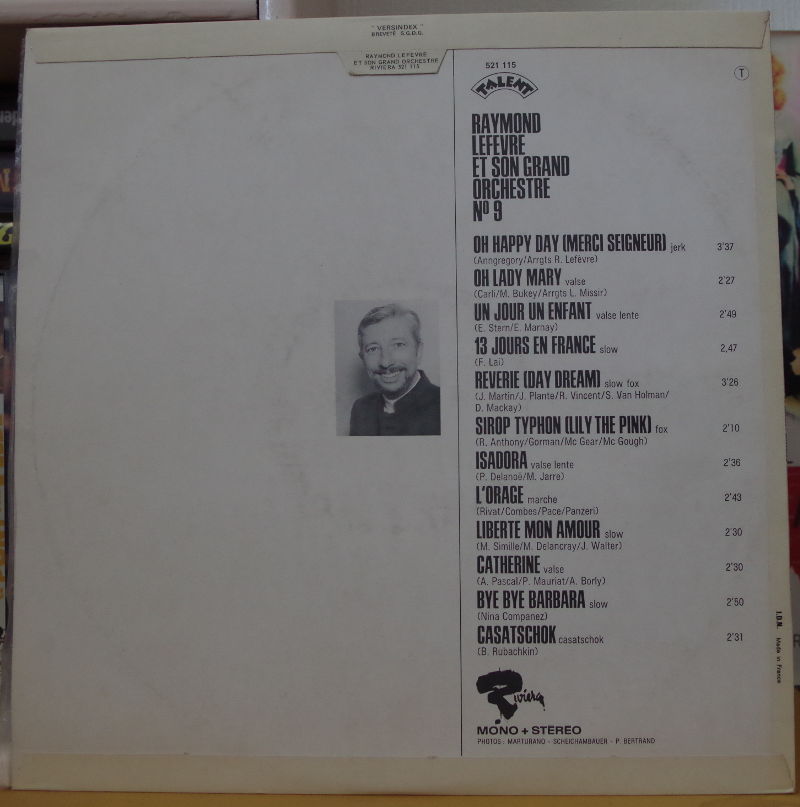 " VERSINDEX "
BREVETÉ S.G.D.G.
RAYMOND LEFEVRE
ET SON GRAND ORCHESTRE
RIVIERA 521 115
521 115
TALENT
T
RAYMOND
LEFEVRE
ET SON GRAND
ORCHESTRE
Nº 9
OH HAPPY DAY (MERCI SEIGNEUR) jerk 3'37
(Anngregory/Arrgts R. Lefèvre)
OH LADY MARY valse 2'27
(Carli/M. Bukey/Arrgts L. Missir)
UN JOUR UN ENFANT valse lente 2'49
(E. Stern/E. Marnay)
13 JOURS EN FRANCE slow 2,47
(F. Lai)
REVERIE (DAY DREAM) slow fox 3'26
(J. Martin/J. Plante/R. Vincent/S. Van Holman/
D. Mackay)
SIROP TYPHON (LILY THE PINK) fox 2'10
(R. Anthony/Gorman/Mc Gear/Mc Gough)
ISADORA valse lente 2'36
(P. Delanoë/M. Jarre)
L'ORAGE marche 2'43
(Rivat/Combes/Pace/Panzeri)
LIBERTE MON AMOUR slow 2'30
(M. Simille/M. Delancray/J. Walter)
CATHERINE valse 2'30
(A. Pascal/P. Mauriat/A. Borly)
BYE BYE BARBARA slow 2'50
(Nina Companez)
CASATSCHOK casatschok 2'31
(B. Rubachkin)
Riviera
MONO + STEREO
PHOTOS : MARTURANO - SCHEICHAMBAUER - P. BERTRAND
I.D.N. Made in France